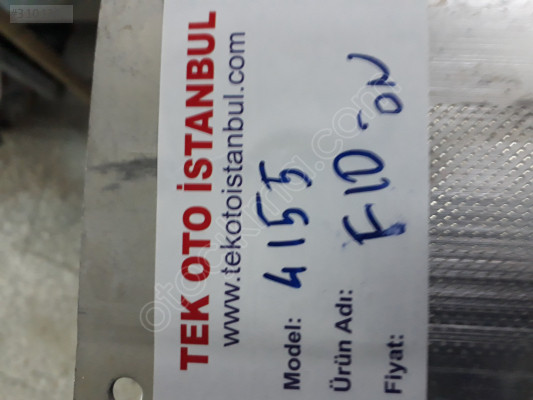 TEK OTO İSTANBUL
www.tekotoistanbul.com
Model: 4155
Ürün Adı: F10 ÖN
Fiyat: